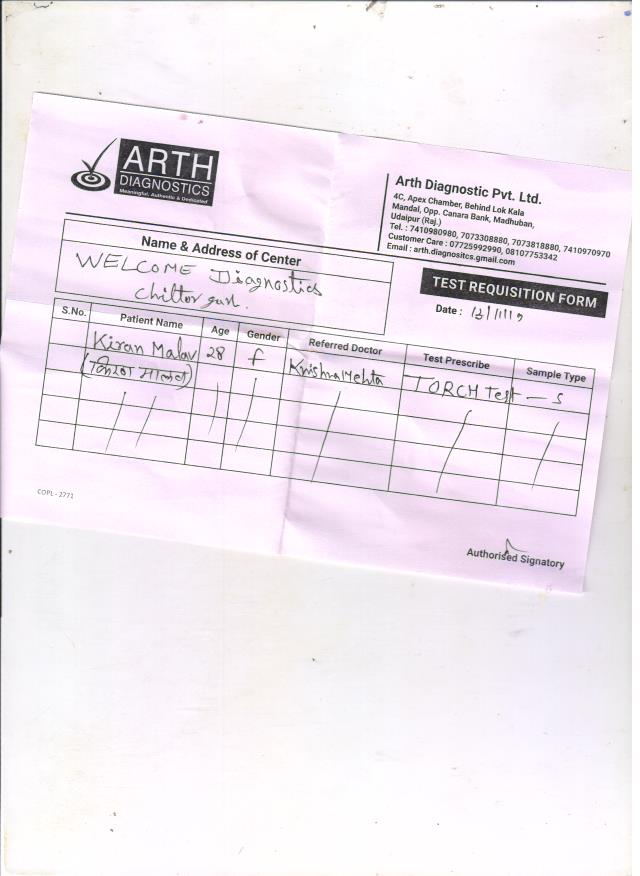 ARTH
DIAGNOSTICS
Meaningful, Authentic & Dedicated
Arth Diagnostic Pvt. Ltd.
4C, Apex Chamber, Behind Lok Kala
Mandal, Opp. Canara Bank, Madhuban,
Udaipur (Raj.)
Tel. : 7410980980, 7073308880, 7073818880, 7410970970
Customer Care : 07725992990, 08107753342
Email : arth.diagnositcs.gmail.com
Name & Address of Center
WELCOME Diagnostics
TEST REQUISITION FORM
Date :
S.No. Patient Name Age Gender Referred Doctor Test Prescribe Sample Type
Kiran Malav 28 f Krishna Mehta TORCH Test - S
COPL - 2771
Authorised Signatory